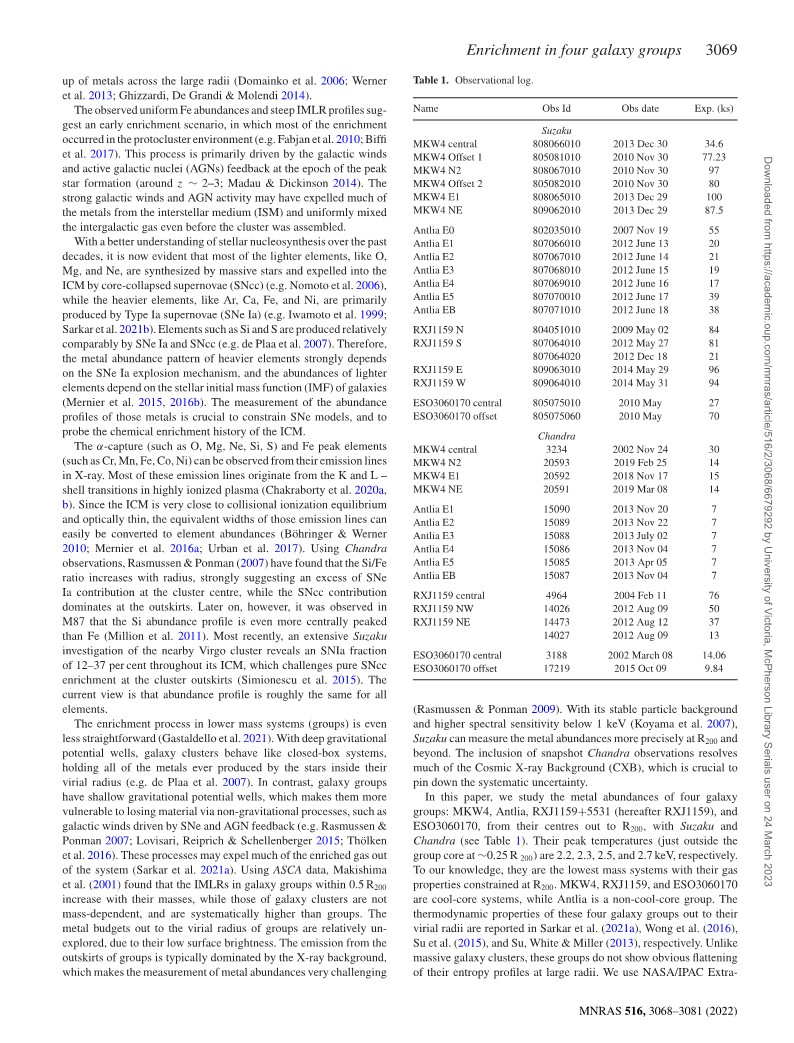 Enrichment in four galaxy groups 3069
up of metals across the large radii (Domainko et al. 2006; Werner
et al. 2013; Ghizzardi, De Grandi & Molendi 2014).
The observed uniform Fe abundances and steep IMLR profiles sug-
gest an early enrichment scenario, in which most of the enrichment
occurred in the protocluster environment (e.g. Fabjan et al. 2010; Biffi
et al. 2017). This process is primarily driven by the galactic winds
and active galactic nuclei (AGNs) feedback at the epoch of the peak
star formation (around z ∼ 2–3; Madau & Dickinson 2014). The
strong galactic winds and AGN activity may have expelled much of
the metals from the interstellar medium (ISM) and uniformly mixed
the intergalactic gas even before the cluster was assembled.
With a better understanding of stellar nucleosynthesis over the past
decades, it is now evident that most of the lighter elements, like O,
Mg, and Ne, are synthesized by massive stars and expelled into the
ICM by core-collapsed supernovae (SNcc) (e.g. Nomoto et al. 2006),
while the heavier elements, like Ar, Ca, Fe, and Ni, are primarily
produced by Type Ia supernovae (SNe Ia) (e.g. Iwamoto et al. 1999;
Sarkar et al. 2021b). Elements such as Si and S are produced relatively
comparably by SNe Ia and SNcc (e.g. de Plaa et al. 2007). Therefore,
the metal abundance pattern of heavier elements strongly depends
on the SNe Ia explosion mechanism, and the abundances of lighter
elements depend on the stellar initial mass function (IMF) of galaxies
(Mernier et al. 2015, 2016b). The measurement of the abundance
profiles of those metals is crucial to constrain SNe models, and to
probe the chemical enrichment history of the ICM.
The α-capture (such as O, Mg, Ne, Si, S) and Fe peak elements
(such as Cr, Mn, Fe, Co, Ni) can be observed from their emission lines
in X-ray. Most of these emission lines originate from the K and L –
shell transitions in highly ionized plasma (Chakraborty et al. 2020a,
b). Since the ICM is very close to collisional ionization equilibrium
and optically thin, the equivalent widths of those emission lines can
easily be converted to element abundances (Böhringer & Werner
2010; Mernier et al. 2016a; Urban et al. 2017). Using Chandra
observations, Rasmussen & Ponman (2007) have found that the Si/Fe
ratio increases with radius, strongly suggesting an excess of SNe
Ia contribution at the cluster centre, while the SNcc contribution
dominates at the outskirts. Later on, however, it was observed in
M87 that the Si abundance profile is even more centrally peaked
than Fe (Million et al. 2011). Most recently, an extensive Suzaku
investigation of the nearby Virgo cluster reveals an SNIa fraction
of 12–37 per cent throughout its ICM, which challenges pure SNcc
enrichment at the cluster outskirts (Simionescu et al. 2015). The
current view is that abundance profile is roughly the same for all
elements.
The enrichment process in lower mass systems (groups) is even
less straightforward (Gastaldello et al. 2021). With deep gravitational
potential wells, galaxy clusters behave like closed-box systems,
holding all of the metals ever produced by the stars inside their
virial radius (e.g. de Plaa et al. 2007). In contrast, galaxy groups
have shallow gravitational potential wells, which makes them more
vulnerable to losing material via non-gravitational processes, such as
galactic winds driven by SNe and AGN feedback (e.g. Rasmussen &
Ponman 2007; Lovisari, Reiprich & Schellenberger 2015; Thölken
et al. 2016). These processes may expel much of the enriched gas out
of the system (Sarkar et al. 2021a). Using ASCA data, Makishima
et al. (2001) found that the IMLRs in galaxy groups within 0.5 R200
increase with their masses, while those of galaxy clusters are not
mass-dependent, and are systematically higher than groups. The
metal budgets out to the virial radius of groups are relatively un-
explored, due to their low surface brightness. The emission from the
outskirts of groups is typically dominated by the X-ray background,
which makes the measurement of metal abundances very challenging
Table 1. Observational log.
Name Obs Id Obs date Exp. (ks)
Suzaku
MKW4 central 808066010 2013 Dec 30 34.6
MKW4 Offset 1 805081010 2010 Nov 30 77.23
MKW4 N2 808067010 2010 Nov 30 97
MKW4 Offset 2 805082010 2010 Nov 30 80
MKW4 E1 808065010 2013 Dec 29 100
MKW4 NE 809062010 2013 Dec 29 87.5
Antlia E0 802035010 2007 Nov 19 55
Antlia E1 807066010 2012 June 13 20
Antlia E2 807067010 2012 June 14 21
Antlia E3 807068010 2012 June 15 19
Antlia E4 807069010 2012 June 16 17
Antlia E5 807070010 2012 June 17 39
Antlia EB 807071010 2012 June 18 38
RXJ1159 N 804051010 2009 May 02 84
RXJ1159 S 807064010 2012 May 27 81
807064020 2012 Dec 18 21
RXJ1159 E 809063010 2014 May 29 96
RXJ1159 W 809064010 2014 May 31 94
ESO3060170 central 805075010 2010 May 27
ESO3060170 offset 805075060 2010 May 70
Chandra
MKW4 central 3234 2002 Nov 24 30
MKW4 N2 20593 2019 Feb 25 14
MKW4 E1 20592 2018 Nov 17 15
MKW4 NE 20591 2019 Mar 08 14
Antlia E1 15090 2013 Nov 20 7
Antlia E2 15089 2013 Nov 22 7
Antlia E3 15088 2013 July 02 7
Antlia E4 15086 2013 Nov 04 7
Antlia E5 15085 2013 Apr 05 7
Antlia EB 15087 2013 Nov 04 7
RXJ1159 central 4964 2004 Feb 11 76
RXJ1159 NW 14026 2012 Aug 09 50
RXJ1159 NE 14473 2012 Aug 12 37
14027 2012 Aug 09 13
ESO3060170 central 3188 2002 March 08 14.06
ESO3060170 offset 17219 2015 Oct 09 9.84
(Rasmussen & Ponman 2009). With its stable particle background
and higher spectral sensitivity below 1 keV (Koyama et al. 2007),
Suzaku can measure the metal abundances more precisely at R200 and
beyond. The inclusion of snapshot Chandra observations resolves
much of the Cosmic X-ray Background (CXB), which is crucial to
pin down the systematic uncertainty.
In this paper, we study the metal abundances of four galaxy
groups: MKW4, Antlia, RXJ1159+5531 (hereafter RXJ1159), and
ESO3060170, from their centres out to R200, with Suzaku and
Chandra (see Table 1). Their peak temperatures (just outside the
group core at ∼0.25 R 200) are 2.2, 2.3, 2.5, and 2.7 keV, respectively.
To our knowledge, they are the lowest mass systems with their gas
properties constrained at R200. MKW4, RXJ1159, and ESO3060170
are cool-core systems, while Antlia is a non-cool-core group. The
thermodynamic properties of these four galaxy groups out to their
virial radii are reported in Sarkar et al. (2021a), Wong et al. (2016),
Su et al. (2015), and Su, White & Miller (2013), respectively. Unlike
massive galaxy clusters, these groups do not show obvious flattening
of their entropy profiles at large radii. We use NASA/IPAC Extra-
MNRAS 516, 3068–3081 (2022)
Downloaded from https://academic.oup.com/mnras/article/516/2/3068/6679292 by University of Victoria, McPherson Library Serials user on 24 March 2023